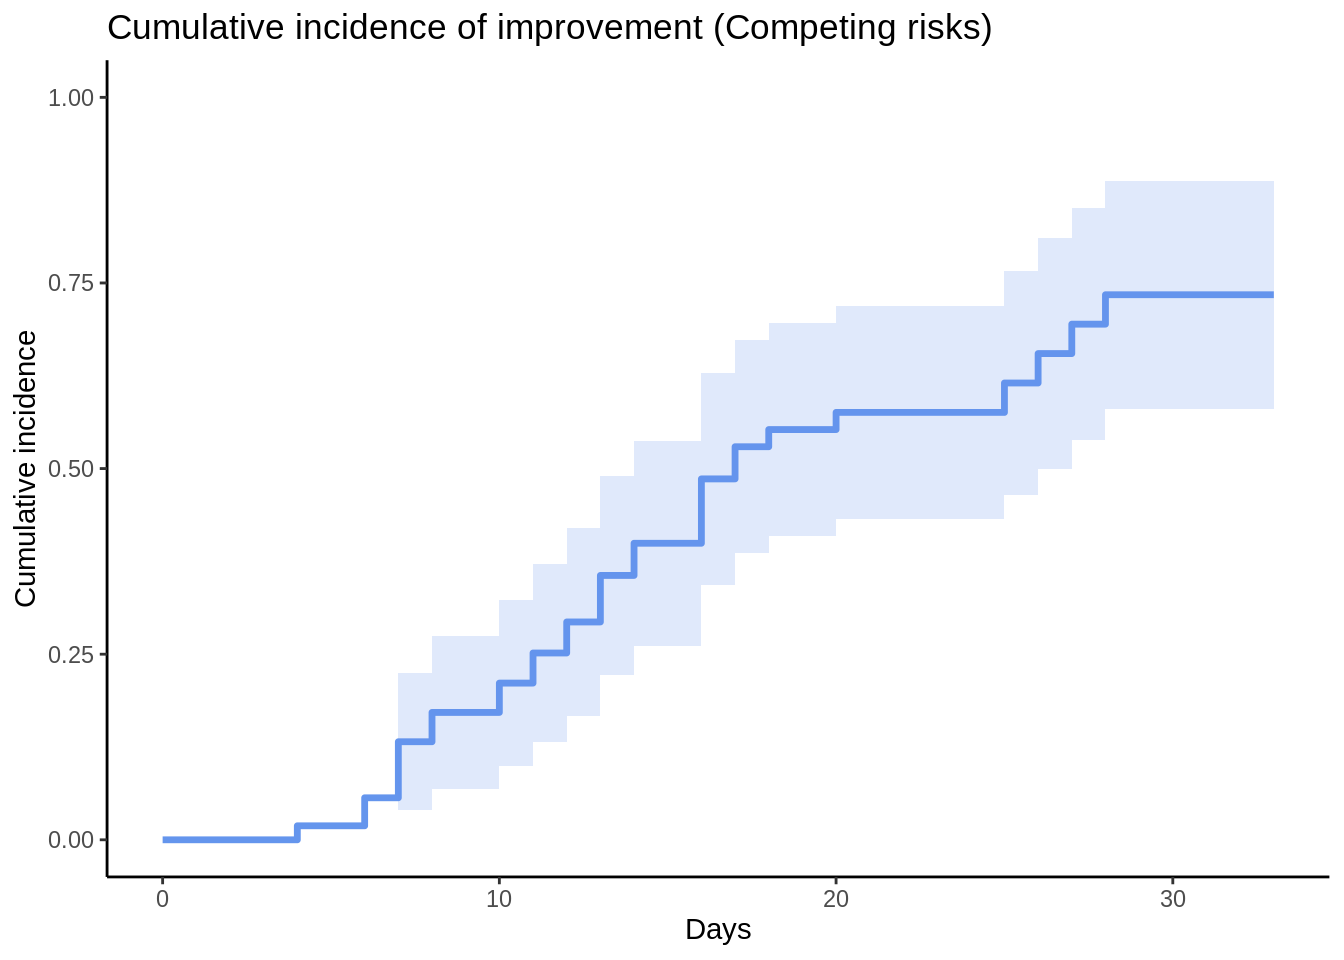 Cumulative incidence of improvement (Competing risks)
1.00
0.75
0.50
0.25
0.00
Cumulative incidence
0 10 20 30
Days